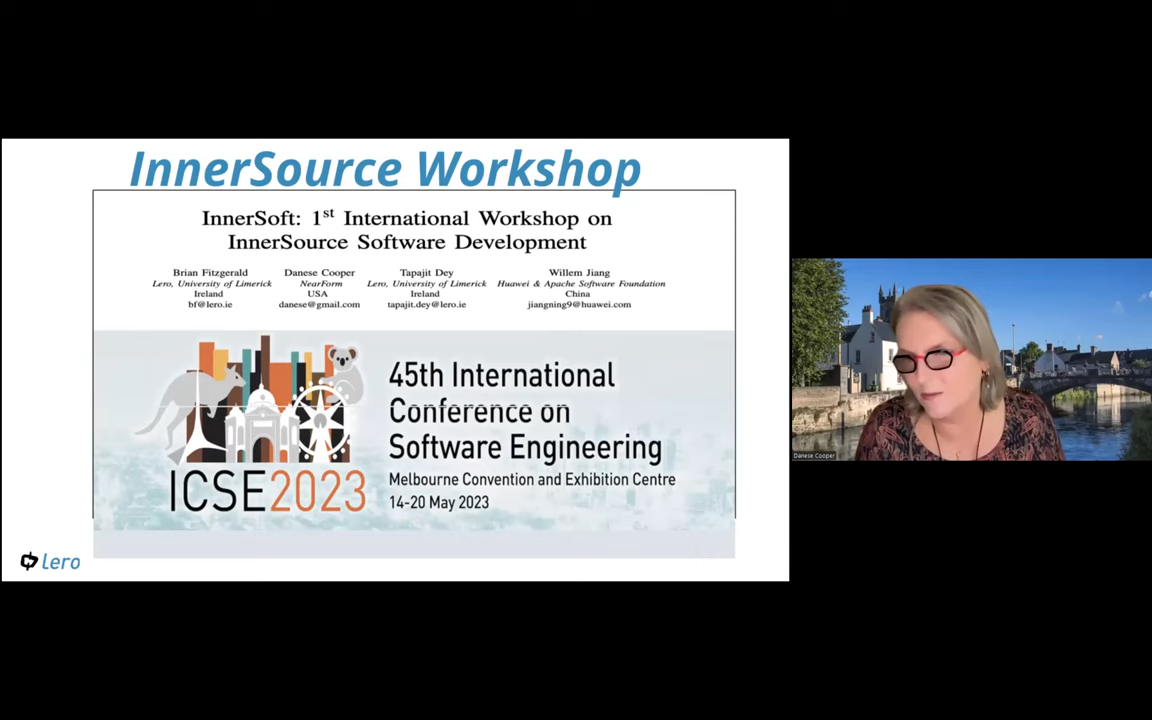 InnerSource Workshop
InnerSoft: 1st International Workshop on
InnerSource Software Development
Brian Fitzgerald
Lero, University of Limerick
Ireland
bf@lero.ie
Danese Cooper
NearForm
USA
danese@gmail.com
Tapajit Dey
Lero, University of Limerick
Ireland
tapajit.dey@lero.ie
Willem Jiang
Huawei & Apache Software Foundation
China
jiangning9@huawei.com
ICSE2023
45th International
Conference on
Software Engineering
Melbourne Convention and Exhibition Centre
14-20 May 2023
lero
Danese Cooper